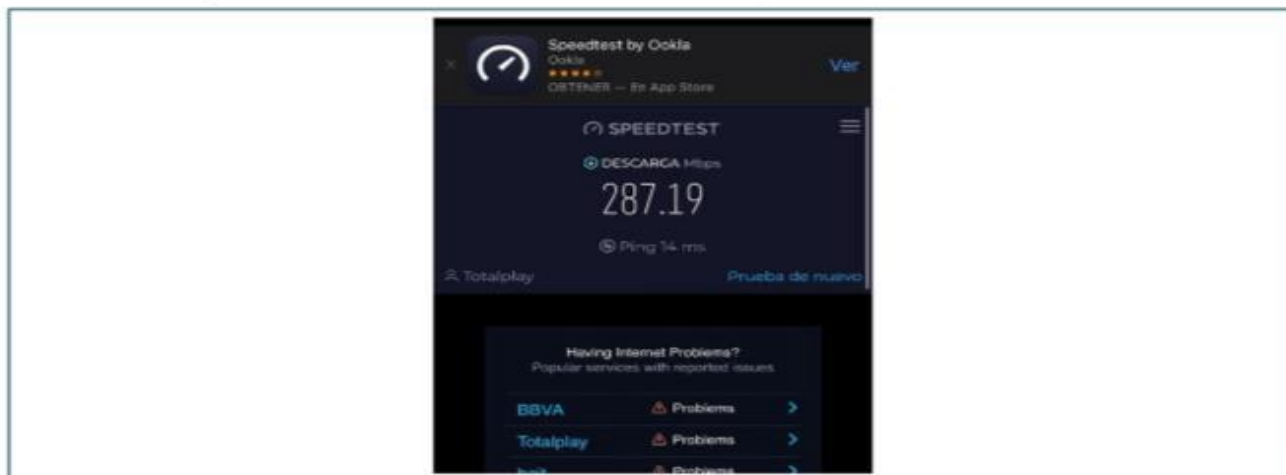 Speedtest by Ookla
Ookla
OBTENER — En App Store
Ver
SPEEDTEST
DESCARGA Mbps
287.19
Ping 14 ms
Totalplay
Prueba de nuevo
Having Internet Problems?
Popular services with reported issues
BBVA Problems
Totalplay Problems
Problems